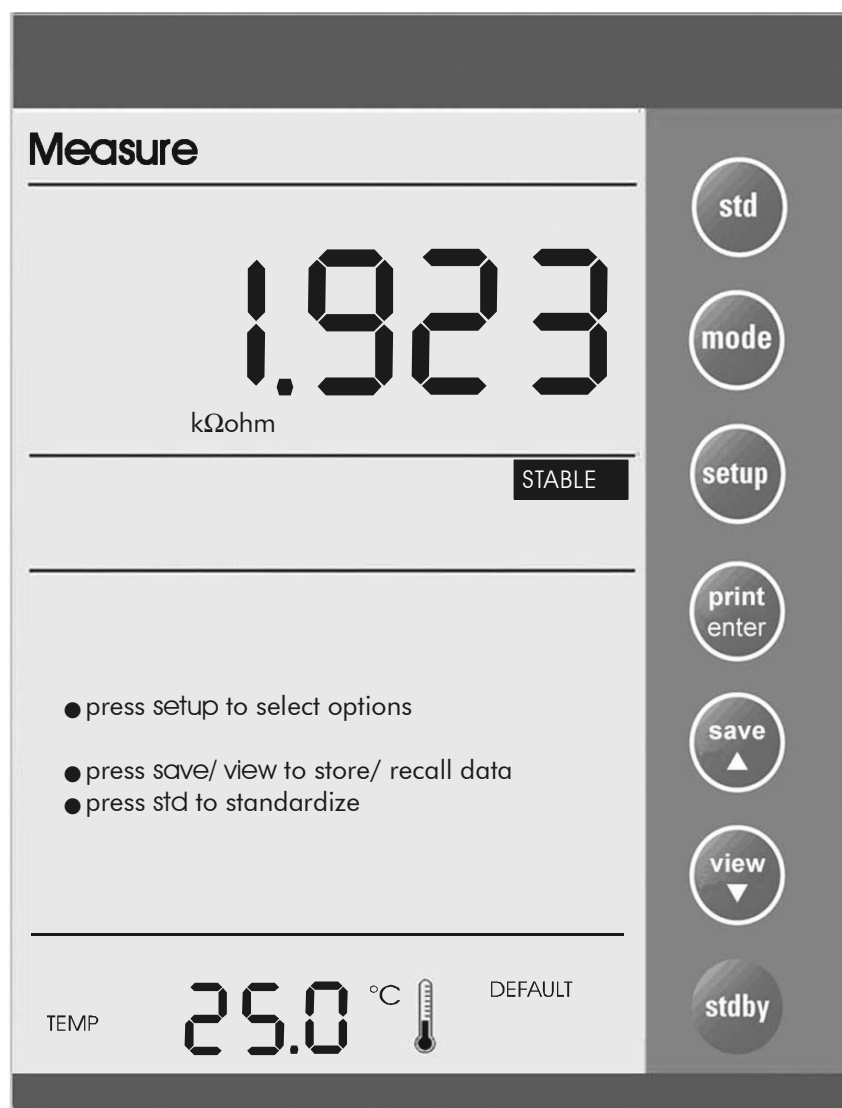 Measure
1.923
kΩohm
STABLE
● press setup to select options
● press save/ view to store/ recall data
● press std to standardize
TEMP 25.0 °C DEFAULT
std
mode
setup
print
enter
save
▲
view
▼
stdby